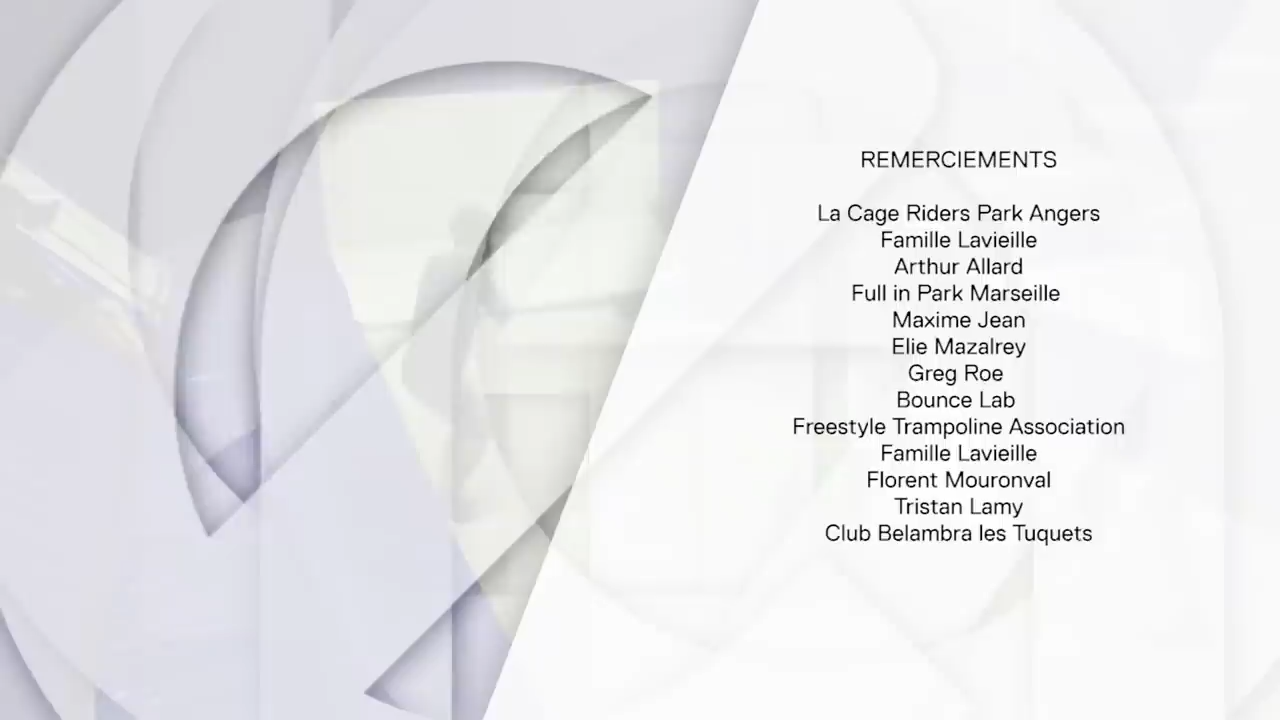 REMERCIEMENTS
La Cage Riders Park Angers
Famille Lavieille
Arthur Allard
Full in Park Marseille
Maxime Jean
Elie Mazalrey
Greg Roe
Bounce Lab
Freestyle Trampoline Association
Famille Lavieille
Florent Mouronval
Tristan Lamy
Club Belambra les Tuquets